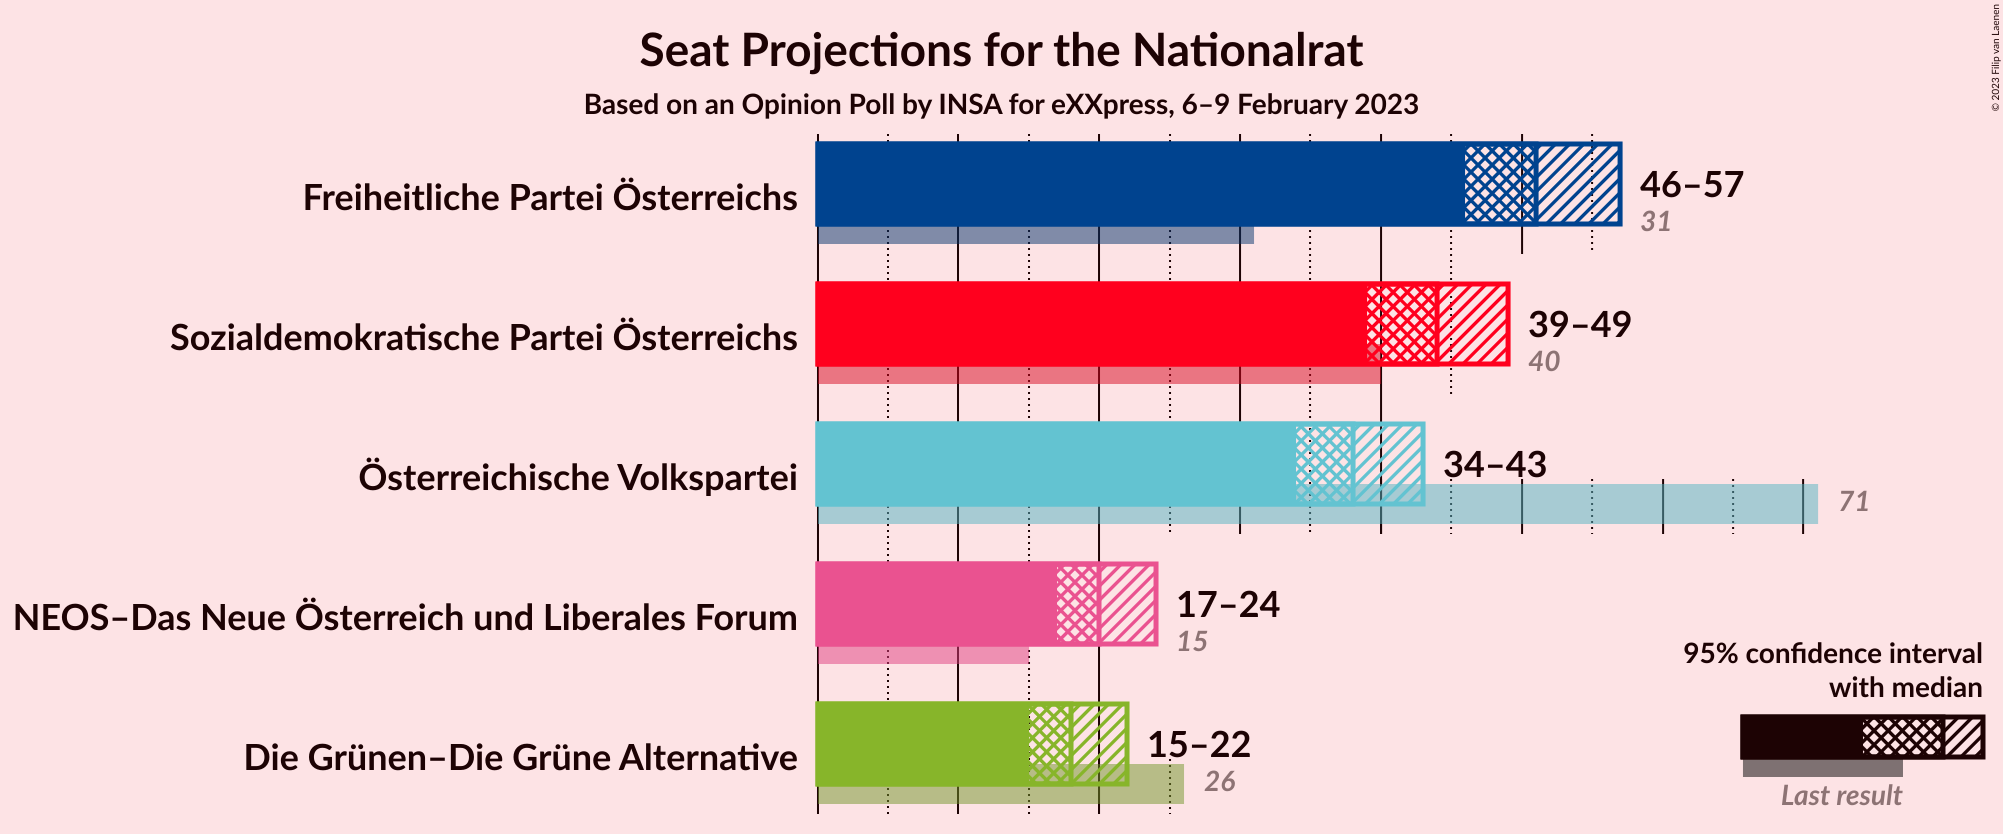 Seat Projections for the Nationalrat
Based on an Opinion Poll by INSA for eXXpress, 6–9 February 2023
© 2023 Filip van Laenen
Freiheitliche Partei Österreichs
46–57
31
Sozialdemokratische Partei Österreichs
39–49
40
Österreichische Volkspartei
34–43
71
NEOS–Das Neue Österreich und Liberales Forum
17–24
15
Die Grünen–Die Grüne Alternative
15–22
26
95% confidence interval
with median
Last result